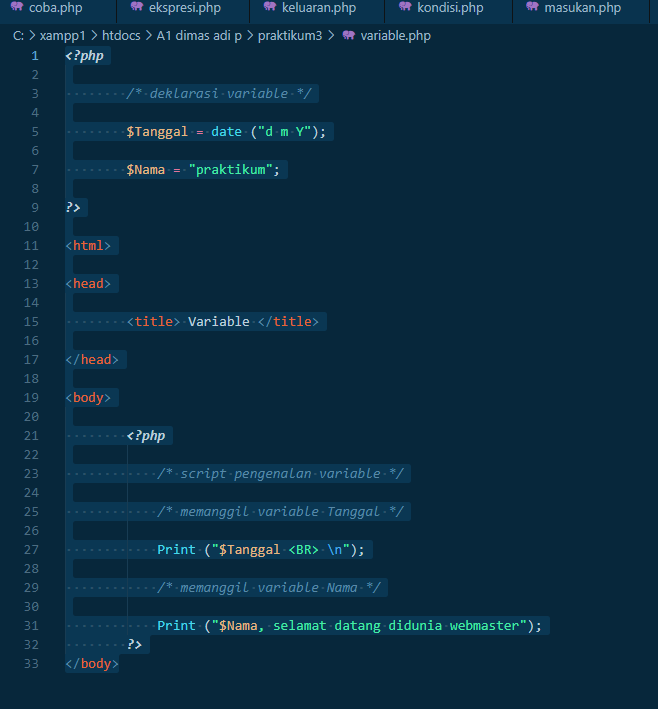 coba.php ekspresi.php keluaran.php kondisi.php masukan.php
C: > xampp1 > htdocs > A1 dimas adi p > praktikum3 > variable.php
1 <?php
2
3 /* deklarasi variable */
4
5 $Tanggal = date ("d m Y");
6
7 $Nama = "praktikum";
8
9 ?>
10
11 <html>
12
13 <head>
14
15 <title> Variable </title>
16
17 </head>
18
19 <body>
20
21 <?php
22
23 /* script pengenalan variable */
24
25 /* memanggil variable Tanggal */
26
27 Print ("$Tanggal <BR> \n");
28
29 /* memanggil variable Nama */
30
31 Print ("$Nama, selamat datang didunia webmaster");
32 ?>
33 </body>